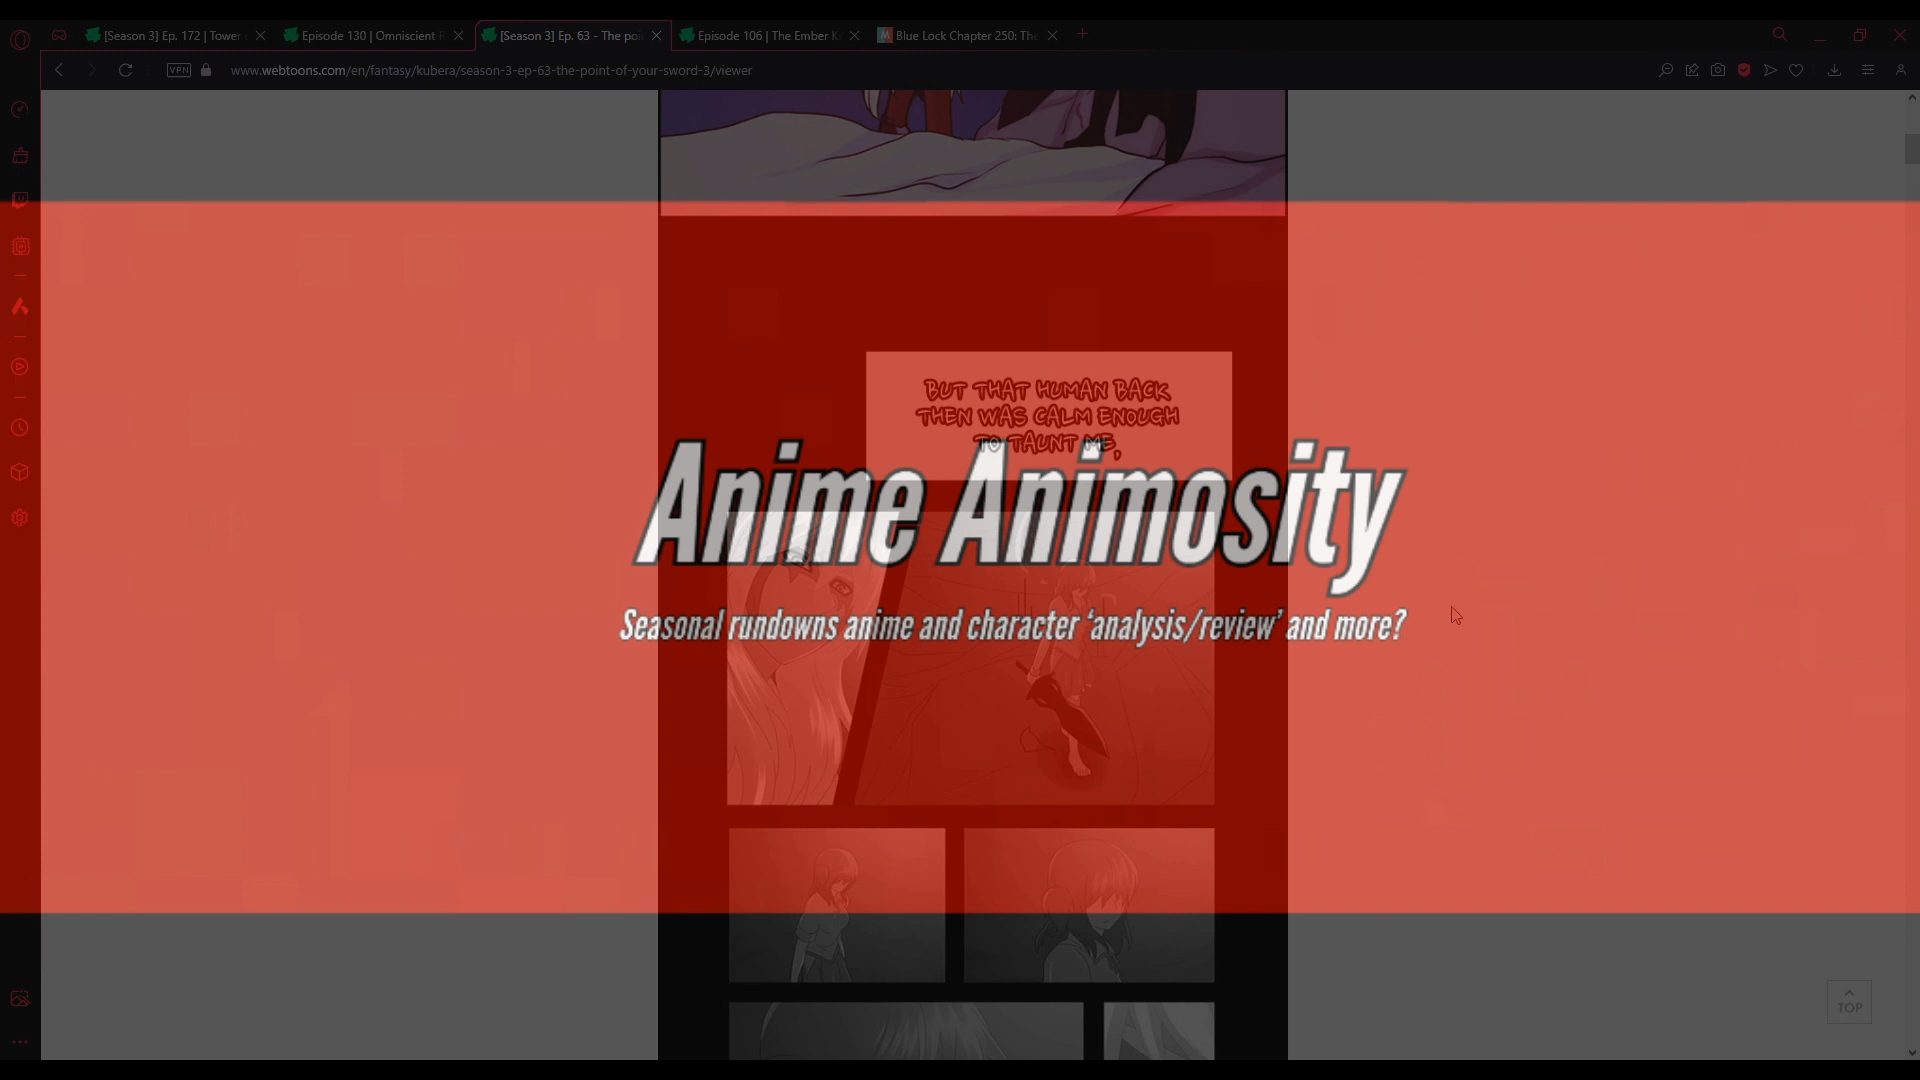 [Season 3] Ep. 172 | Tower
Episode 130 | Omniscient R
[Season 3] Ep. 63 - The poi
Episode 106 | The Ember K
Blue Lock Chapter 250: The
VPN
www.webtoons.com/en/fantasy/kubera/season-3-ep-63-the-point-of-your-sword-3/viewer
BUT THAT HUMAN BACK
THEN WAS CALM ENOUGH
TO TAUNT ME,
Anime Animosity
Seasonal rundowns anime and character ‘analysis/review’ and more?
TOP